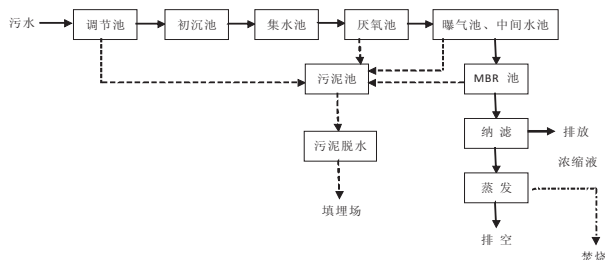 污水 调节池 初沉池 集水池 厌氧池 曝气池、中间水池
污泥池 MBR 池
纳滤 排放
浓缩液
污泥脱水
蒸发
填埋场
排空
焚烧